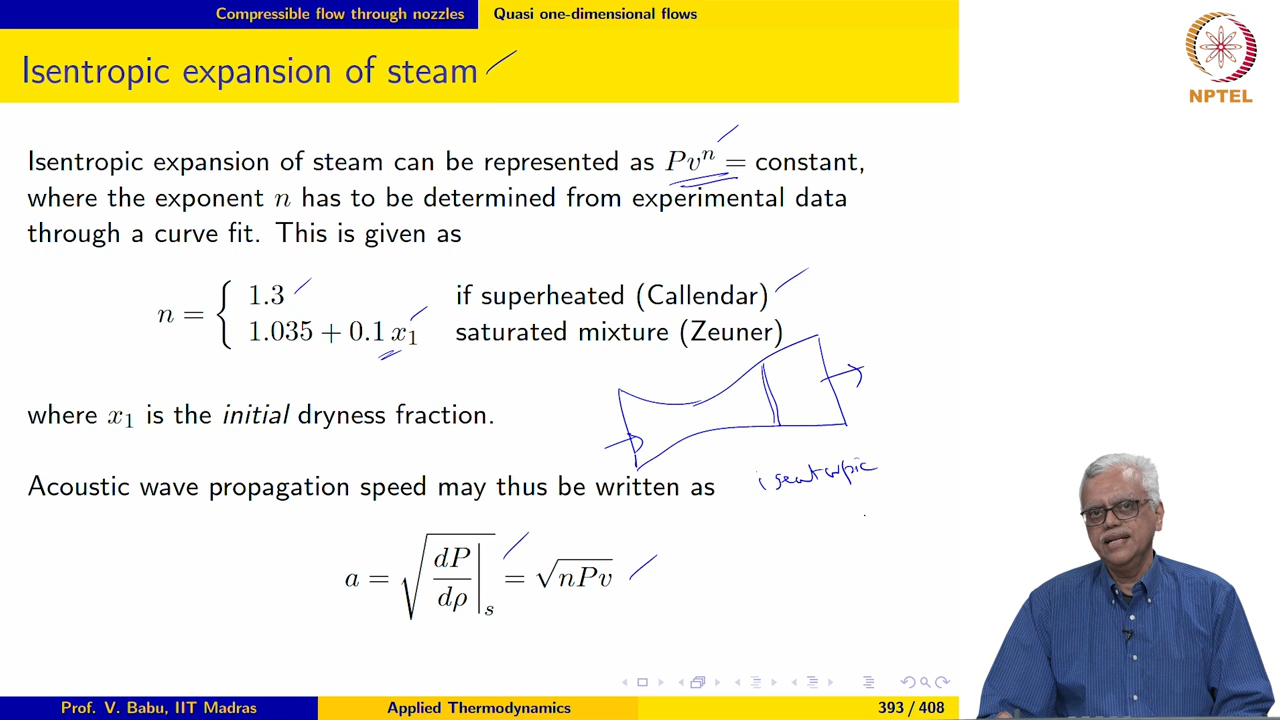 Compressible flow through nozzles Quasi one-dimensional flows
Isentropic expansion of steam
NPTEL
Isentropic expansion of steam can be represented as Pvⁿ = constant,
where the exponent n has to be determined from experimental data
through a curve fit. This is given as
n = { 1.3 if superheated (Callendar)
1.035 + 0.1 x₁ saturated mixture (Zeuner)
where x₁ is the initial dryness fraction.
isentropic
Acoustic wave propagation speed may thus be written as
a = √(dP/dρ|ₛ) = √nPv
Prof. V. Babu, IIT Madras Applied Thermodynamics 393 / 408